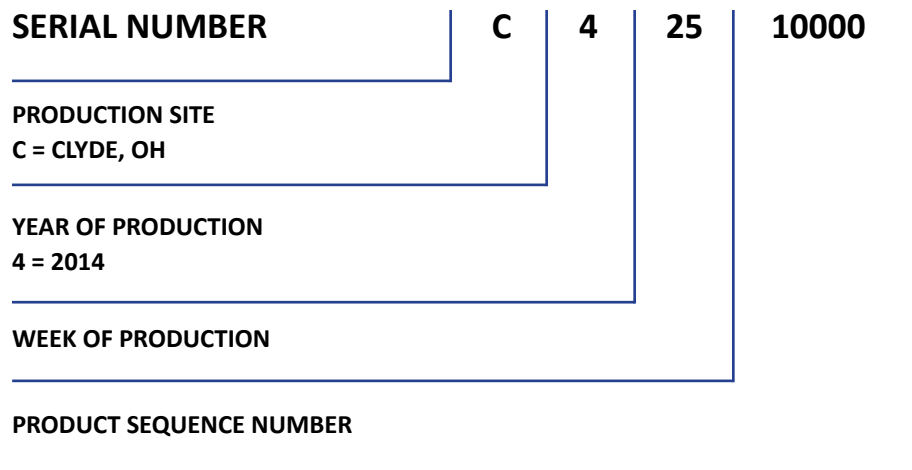 SERIAL NUMBER C 4 25 10000
PRODUCTION SITE
C = CLYDE, OH
YEAR OF PRODUCTION
4 = 2014
WEEK OF PRODUCTION
PRODUCT SEQUENCE NUMBER